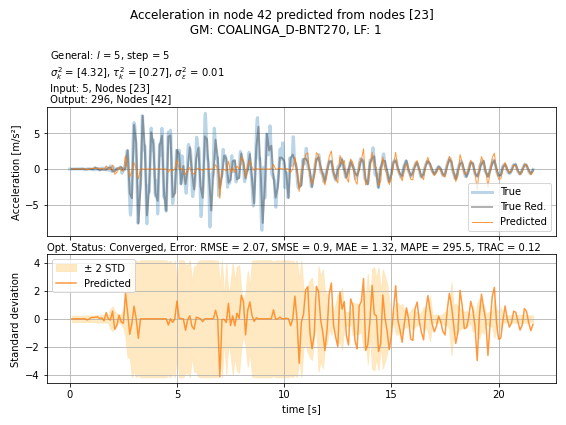 Acceleration in node 42 predicted from nodes [23]
GM: COALINGA_D-BNT270, LF: 1
General: l = 5, step = 5
σ²ₖ = [4.32], τ²ₖ = [0.27], σ²ε = 0.01
Input: 5, Nodes [23]
Output: 296, Nodes [42]
Acceleration [m/s²]
5
0
−5
True
True Red.
Predicted
Opt. Status: Converged, Error: RMSE = 2.07, SMSE = 0.9, MAE = 1.32, MAPE = 295.5, TRAC = 0.12
Standard deviation
4
2
0
−2
−4
± 2 STD
Predicted
0 5 10 15 20
time [s]